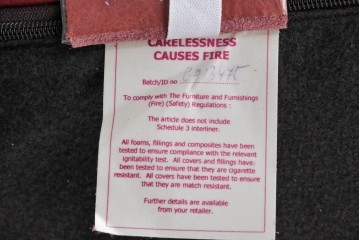 CARELESSNESS
CAUSES FIRE
Batch/ID no
To comply with The Furniture and Furnishings
(Fire) (Safety) Regulations :
The article does not include
Schedule 3 interliner.
All foams, fillings and composites have been
tested to ensure compliance with the relevant
ignitability test. All covers and fillings have
been tested to ensure that they are cigarette
resistant. All covers have been tested to ensure
that they are match resistant.
Further details are available
from your retailer.